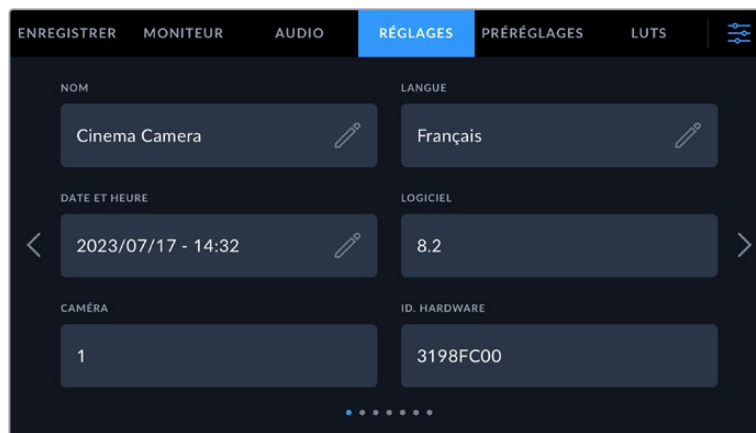 ENREGISTRER MONITEUR AUDIO RÉGLAGES PRÉRÉGLAGES LUTS
NOM LANGUE
Cinema Camera Français
DATE ET HEURE LOGICIEL
2023/07/17 - 14:32 8.2
CAMÉRA ID. HARDWARE
1 3198FC00